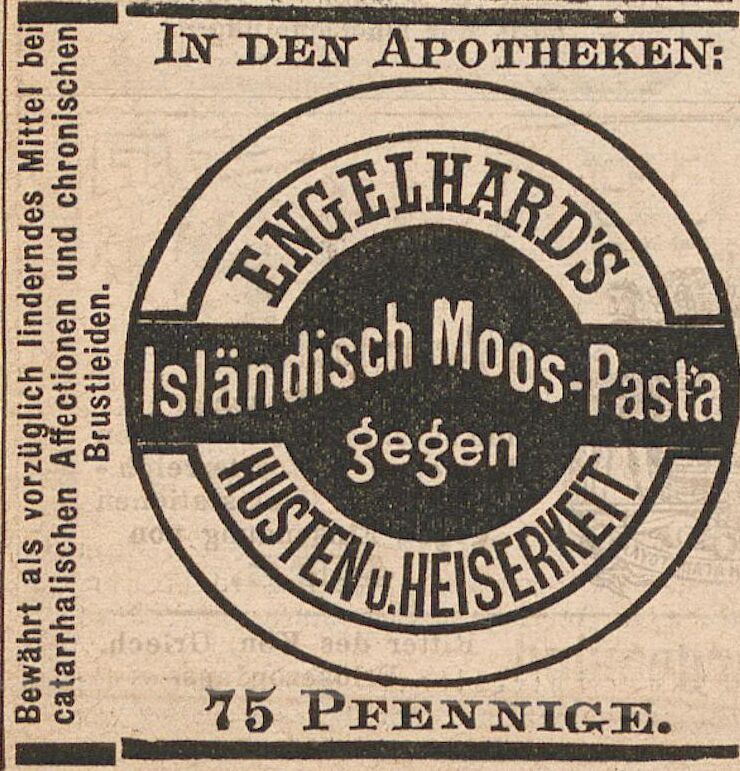 Bewährt als vorzüglich linderndes Mittel bei
catarrhalischen Affectionen und chronischen
Brustleiden.
IN DEN APOTHEKEN:
ENGELHARD'S
Isländisch Moos-Pasta
gegen
HUSTEN u. HEISERKEIT
75 PFENNIGE.